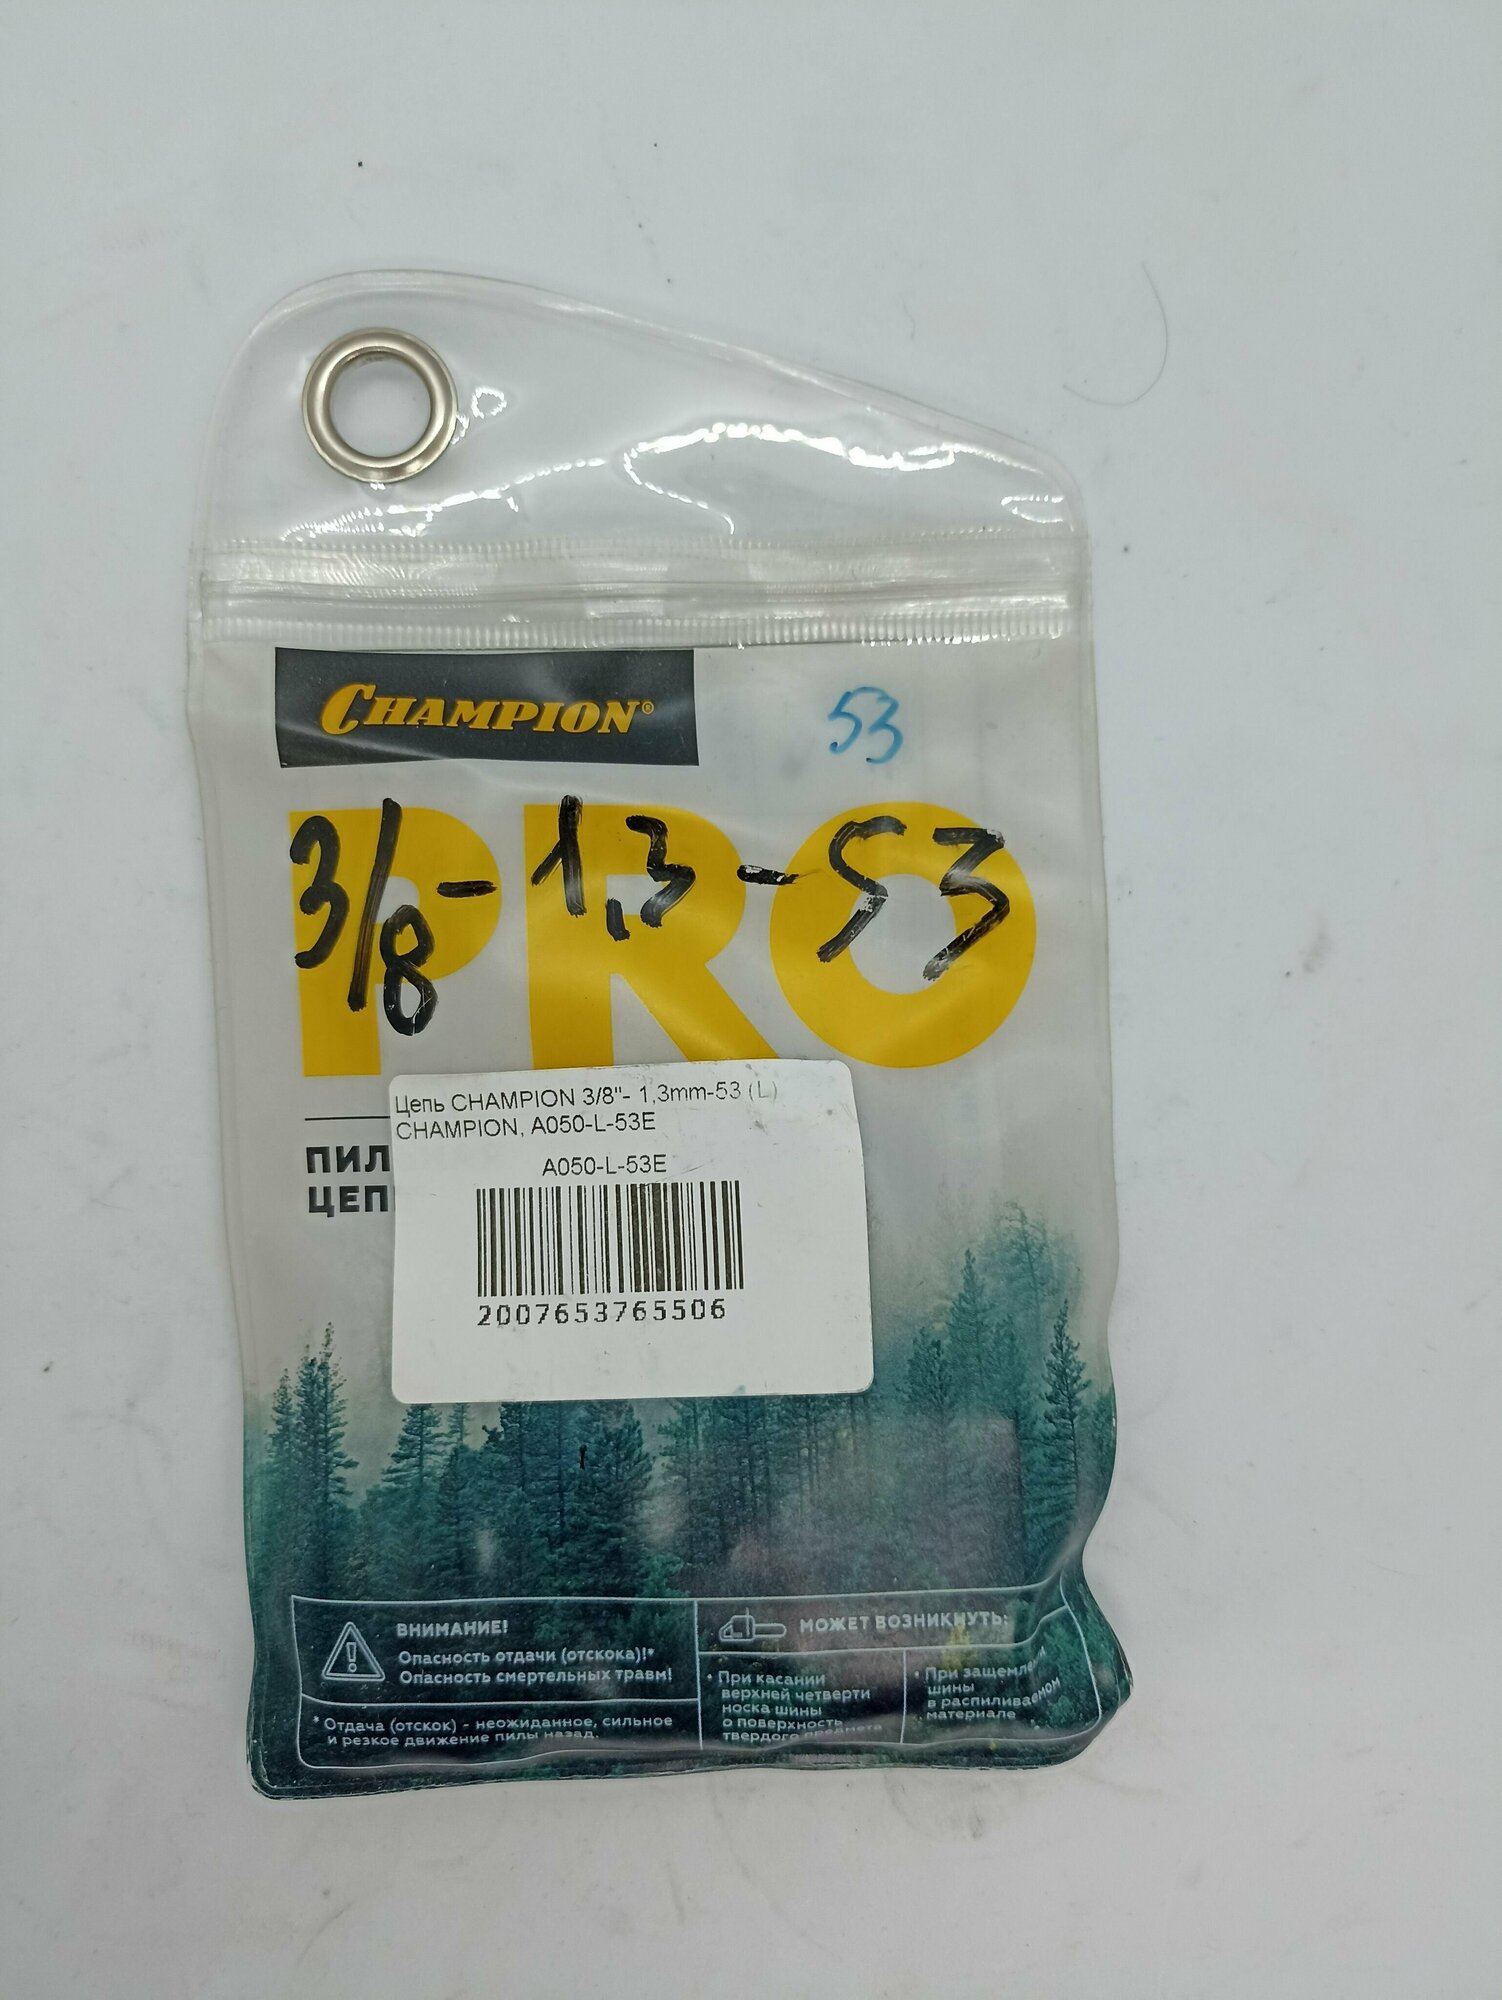 CHAMPION®
53
PRO
3/8 - 1,3 - 53
Цепь CHAMPION 3/8"- 1,3mm-53 (L)
CHAMPION, A050-L-53E
A050-L-53E
2007653765506
ПИЛ
ЦЕП
ВНИМАНИЕ!
Опасность отдачи (отскока)!*
Опасность смертельных травм!
* Отдача (отскок) - неожиданное, сильное
и резкое движение пилы назад.
МОЖЕТ ВОЗНИКНУТЬ:
• При касании
верхней четверти
носка шины
о поверхность
твердого предмета
• При защемлении
шины
в распиливаемом
материале